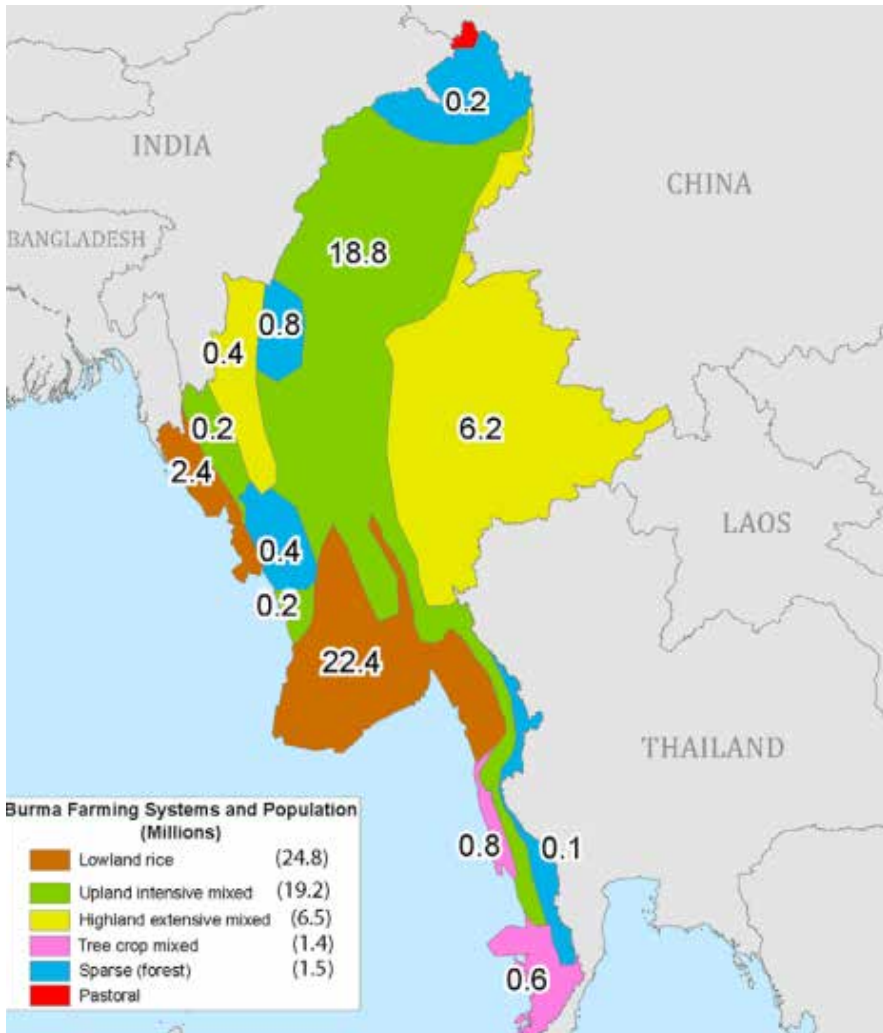 0.2
INDIA
CHINA
BANGLADESH
18.8
0.8
0.4
0.2
6.2
2.4
LAOS
0.4
0.2
22.4
THAILAND
0.8
0.1
0.6
Burma Farming Systems and Population
(Millions)
Lowland rice (24.8)
Upland intensive mixed (19.2)
Highland extensive mixed (6.5)
Tree crop mixed (1.4)
Sparse (forest) (1.5)
Pastoral